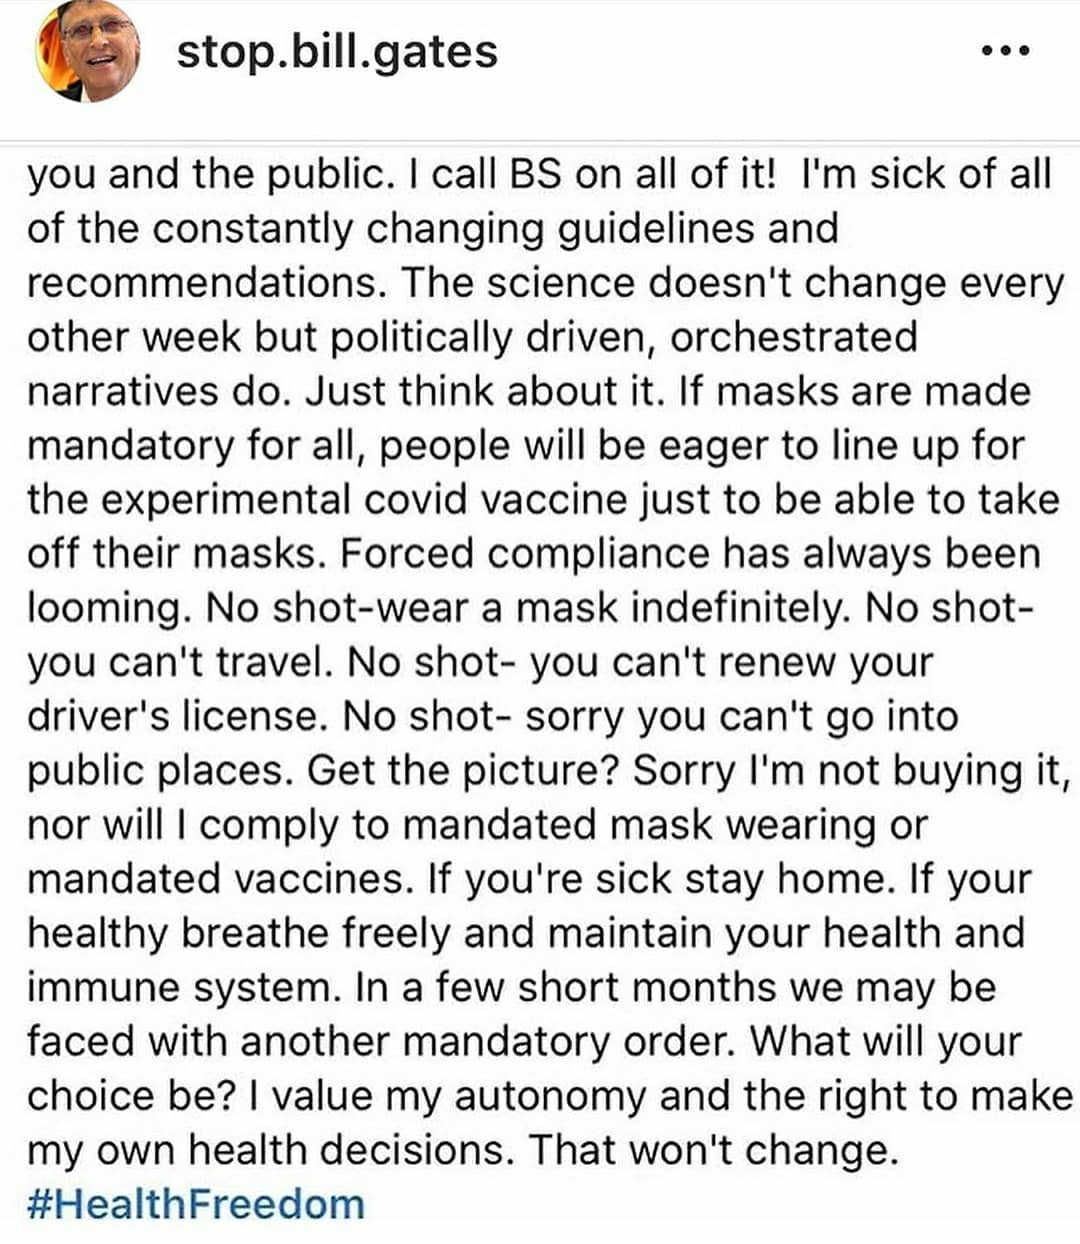 stop.bill.gates
you and the public. I call BS on all of it!  I'm sick of all
of the constantly changing guidelines and
recommendations. The science doesn't change every
other week but politically driven, orchestrated
narratives do. Just think about it. If masks are made
mandatory for all, people will be eager to line up for
the experimental covid vaccine just to be able to take
off their masks. Forced compliance has always been
looming. No shot-wear a mask indefinitely. No shot-
you can't travel. No shot- you can't renew your
driver's license. No shot- sorry you can't go into
public places. Get the picture? Sorry I'm not buying it,
nor will I comply to mandated mask wearing or
mandated vaccines. If you're sick stay home. If your
healthy breathe freely and maintain your health and
immune system. In a few short months we may be
faced with another mandatory order. What will your
choice be? I value my autonomy and the right to make
my own health decisions. That won't change.
#HealthFreedom